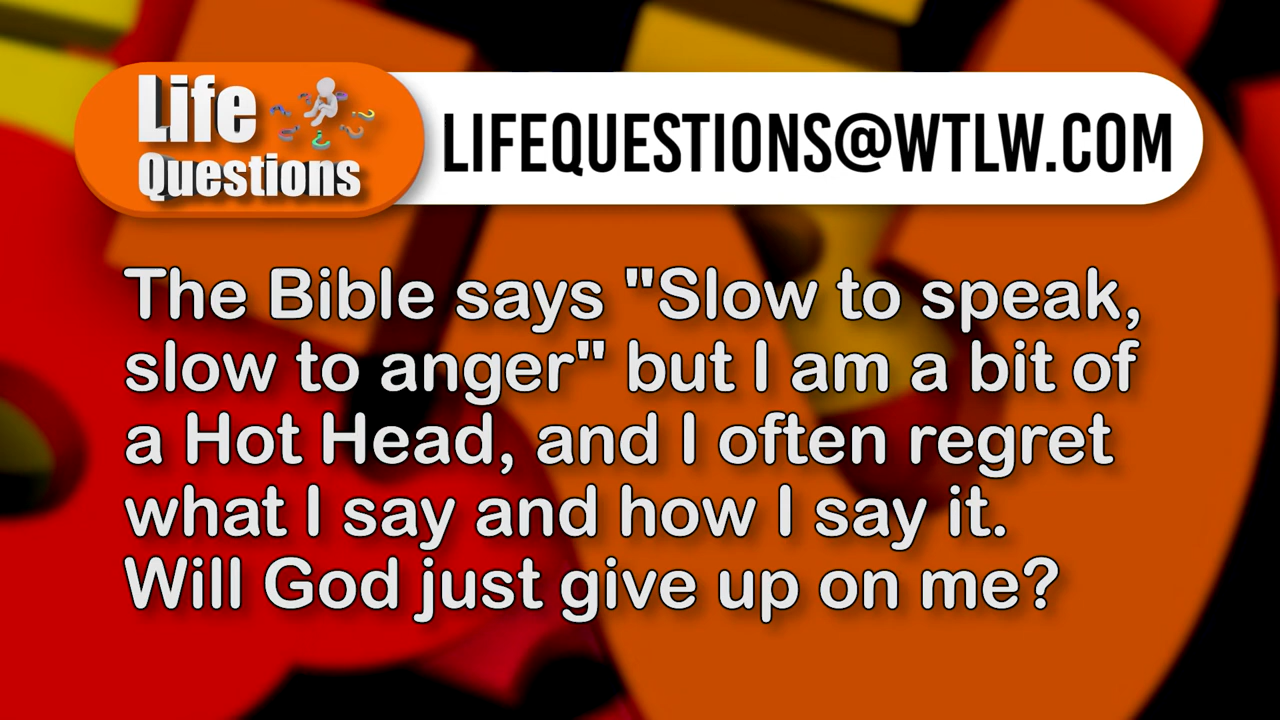 Life
Questions
LIFEQUESTIONS@WTLW.COM
The Bible says "Slow to speak,
slow to anger" but I am a bit of
a Hot Head, and I often regret
what I say and how I say it.
Will God just give up on me?